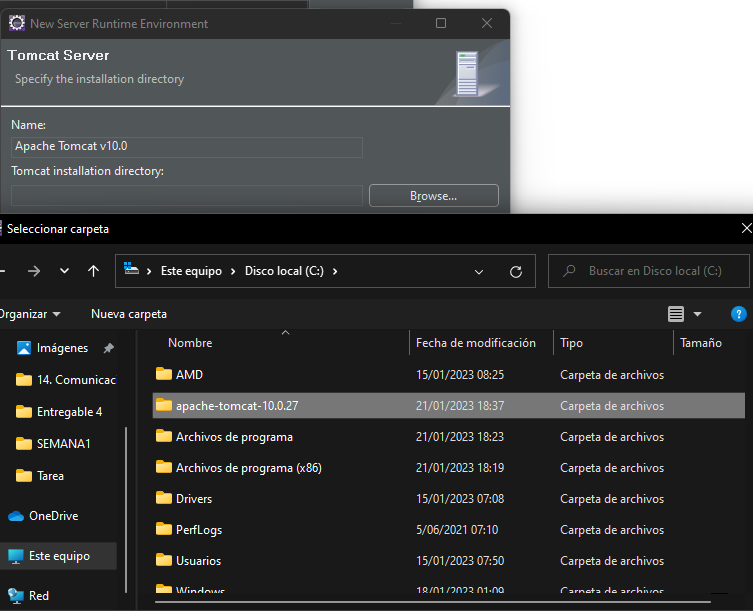 New Server Runtime Environment
Tomcat Server
Specify the installation directory
Name:
Apache Tomcat v10.0
Tomcat installation directory:
Browse...
Seleccionar carpeta
Este equipo > Disco local (C:) >
Buscar en Disco local (C:)
Organizar
Nueva carpeta
?
Nombre Fecha de modificación Tipo Tamaño
Imágenes
14. Comunicac
Entregable 4
SEMANA1
Tarea
OneDrive
Este equipo
Red
AMD 15/01/2023 08:25 Carpeta de archivos
apache-tomcat-10.0.27 21/01/2023 18:37 Carpeta de archivos
Archivos de programa 21/01/2023 18:23 Carpeta de archivos
Archivos de programa (x86) 21/01/2023 18:19 Carpeta de archivos
Drivers 15/01/2023 07:08 Carpeta de archivos
PerfLogs 5/06/2021 07:10 Carpeta de archivos
Usuarios 15/01/2023 07:50 Carpeta de archivos
Windows 18/01/2023 01:09 Carpeta de archivos